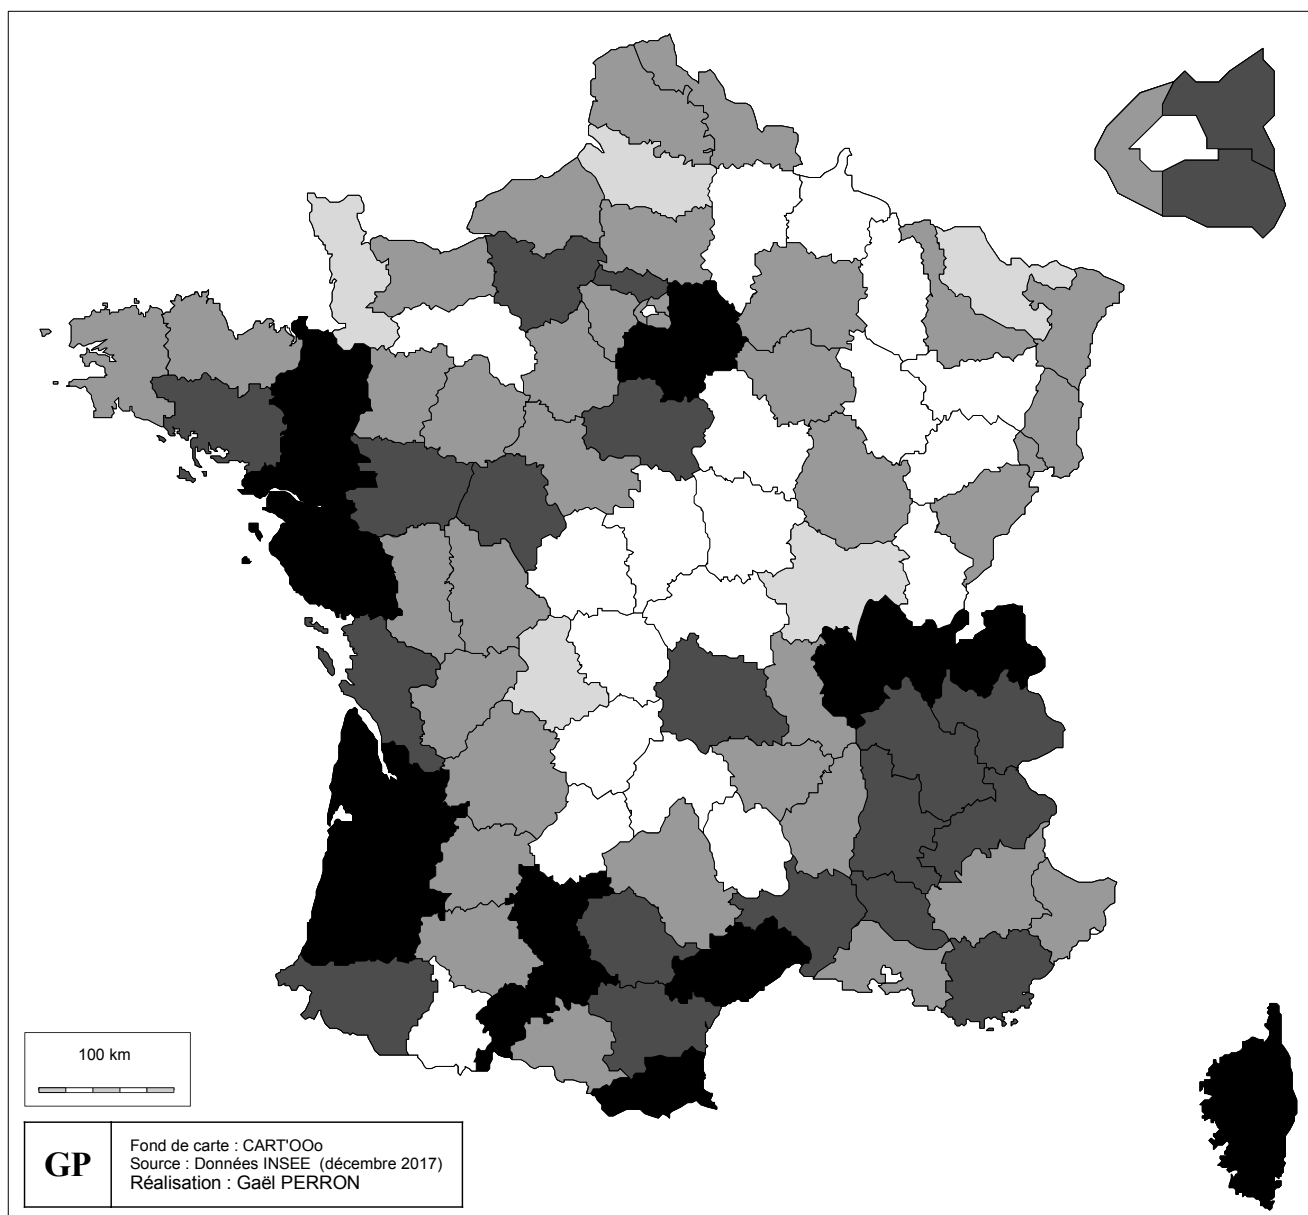 100 km
GP
Fond de carte : CART'OOo
Source : Données INSEE (décembre 2017)
Réalisation : Gaël PERRON